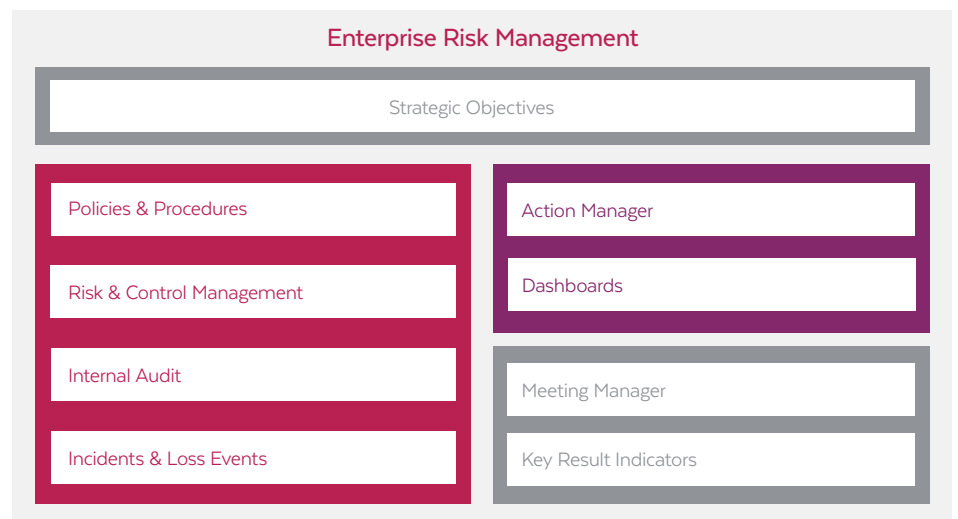 Enterprise Risk Management
Strategic Objectives
Policies & Procedures
Risk & Control Management
Internal Audit
Incidents & Loss Events
Action Manager
Dashboards
Meeting Manager
Key Result Indicators